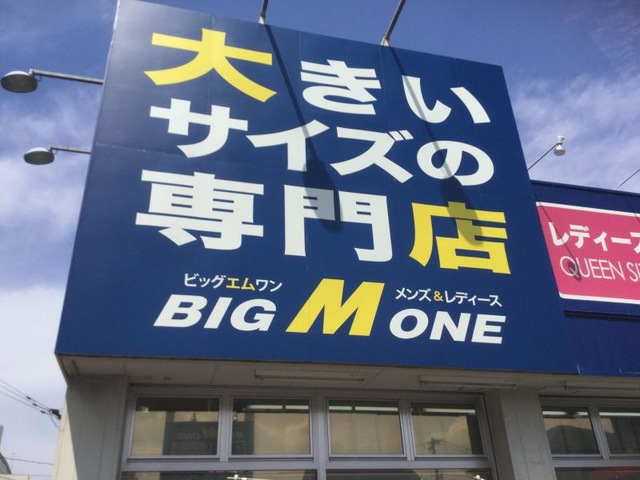 大きい
サイズの
専門店
ビッグエムワン メンズ&レディース
BIG M ONE
レディース
QUEEN SI